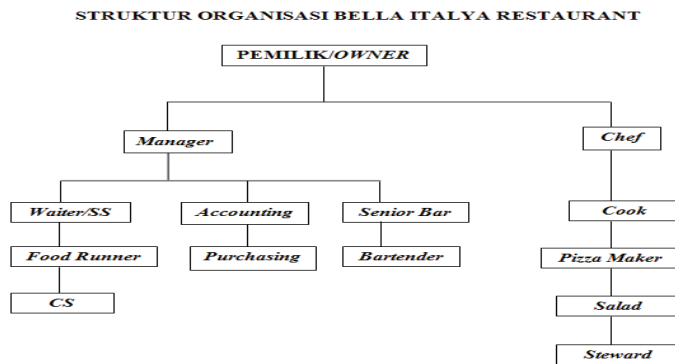 STRUKTUR ORGANISASI BELLA ITALYA RESTAURANT
PEMILIK/OWNER
Manager
Chef
Waiter/SS
Accounting
Senior Bar
Cook
Food Runner
Purchasing
Bartender
Pizza Maker
CS
Salad
Steward